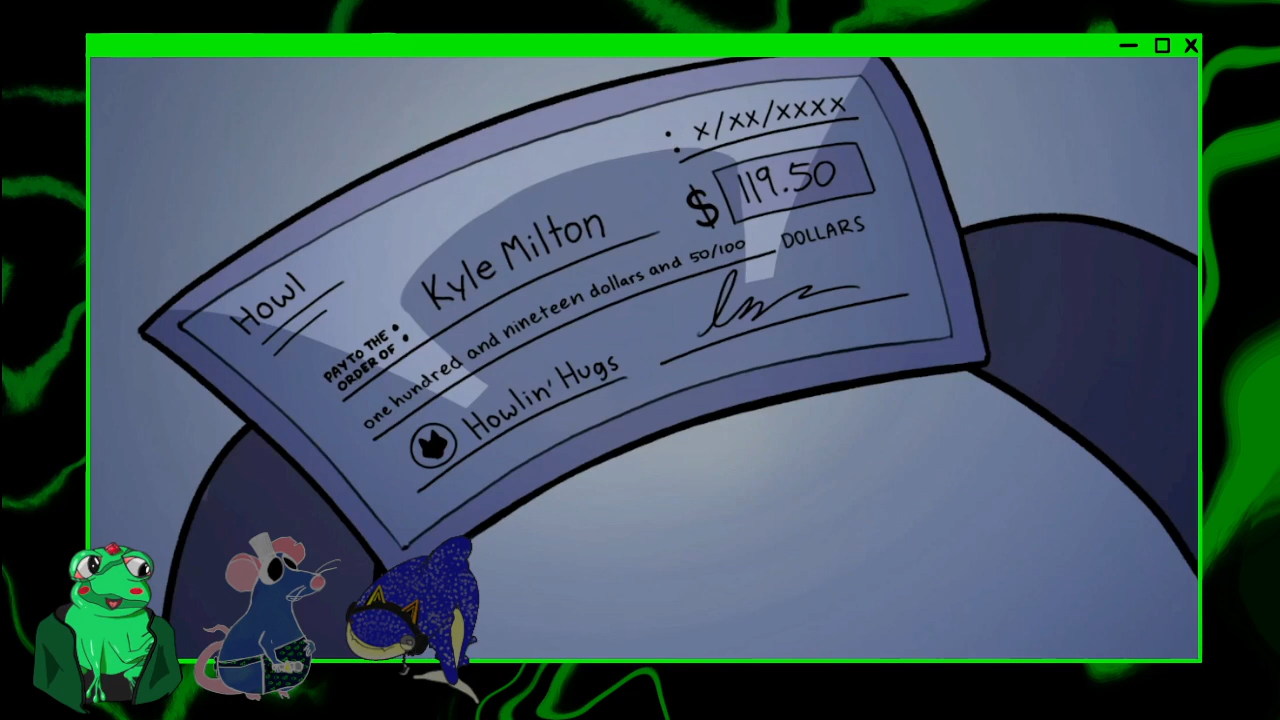 x/xx/xxxx
$ 119.50
Howl
PAY TO THE
ORDER OF
Kyle Milton
one hundred and nineteen dollars and 50/100 DOLLARS
Howlin' Hugs